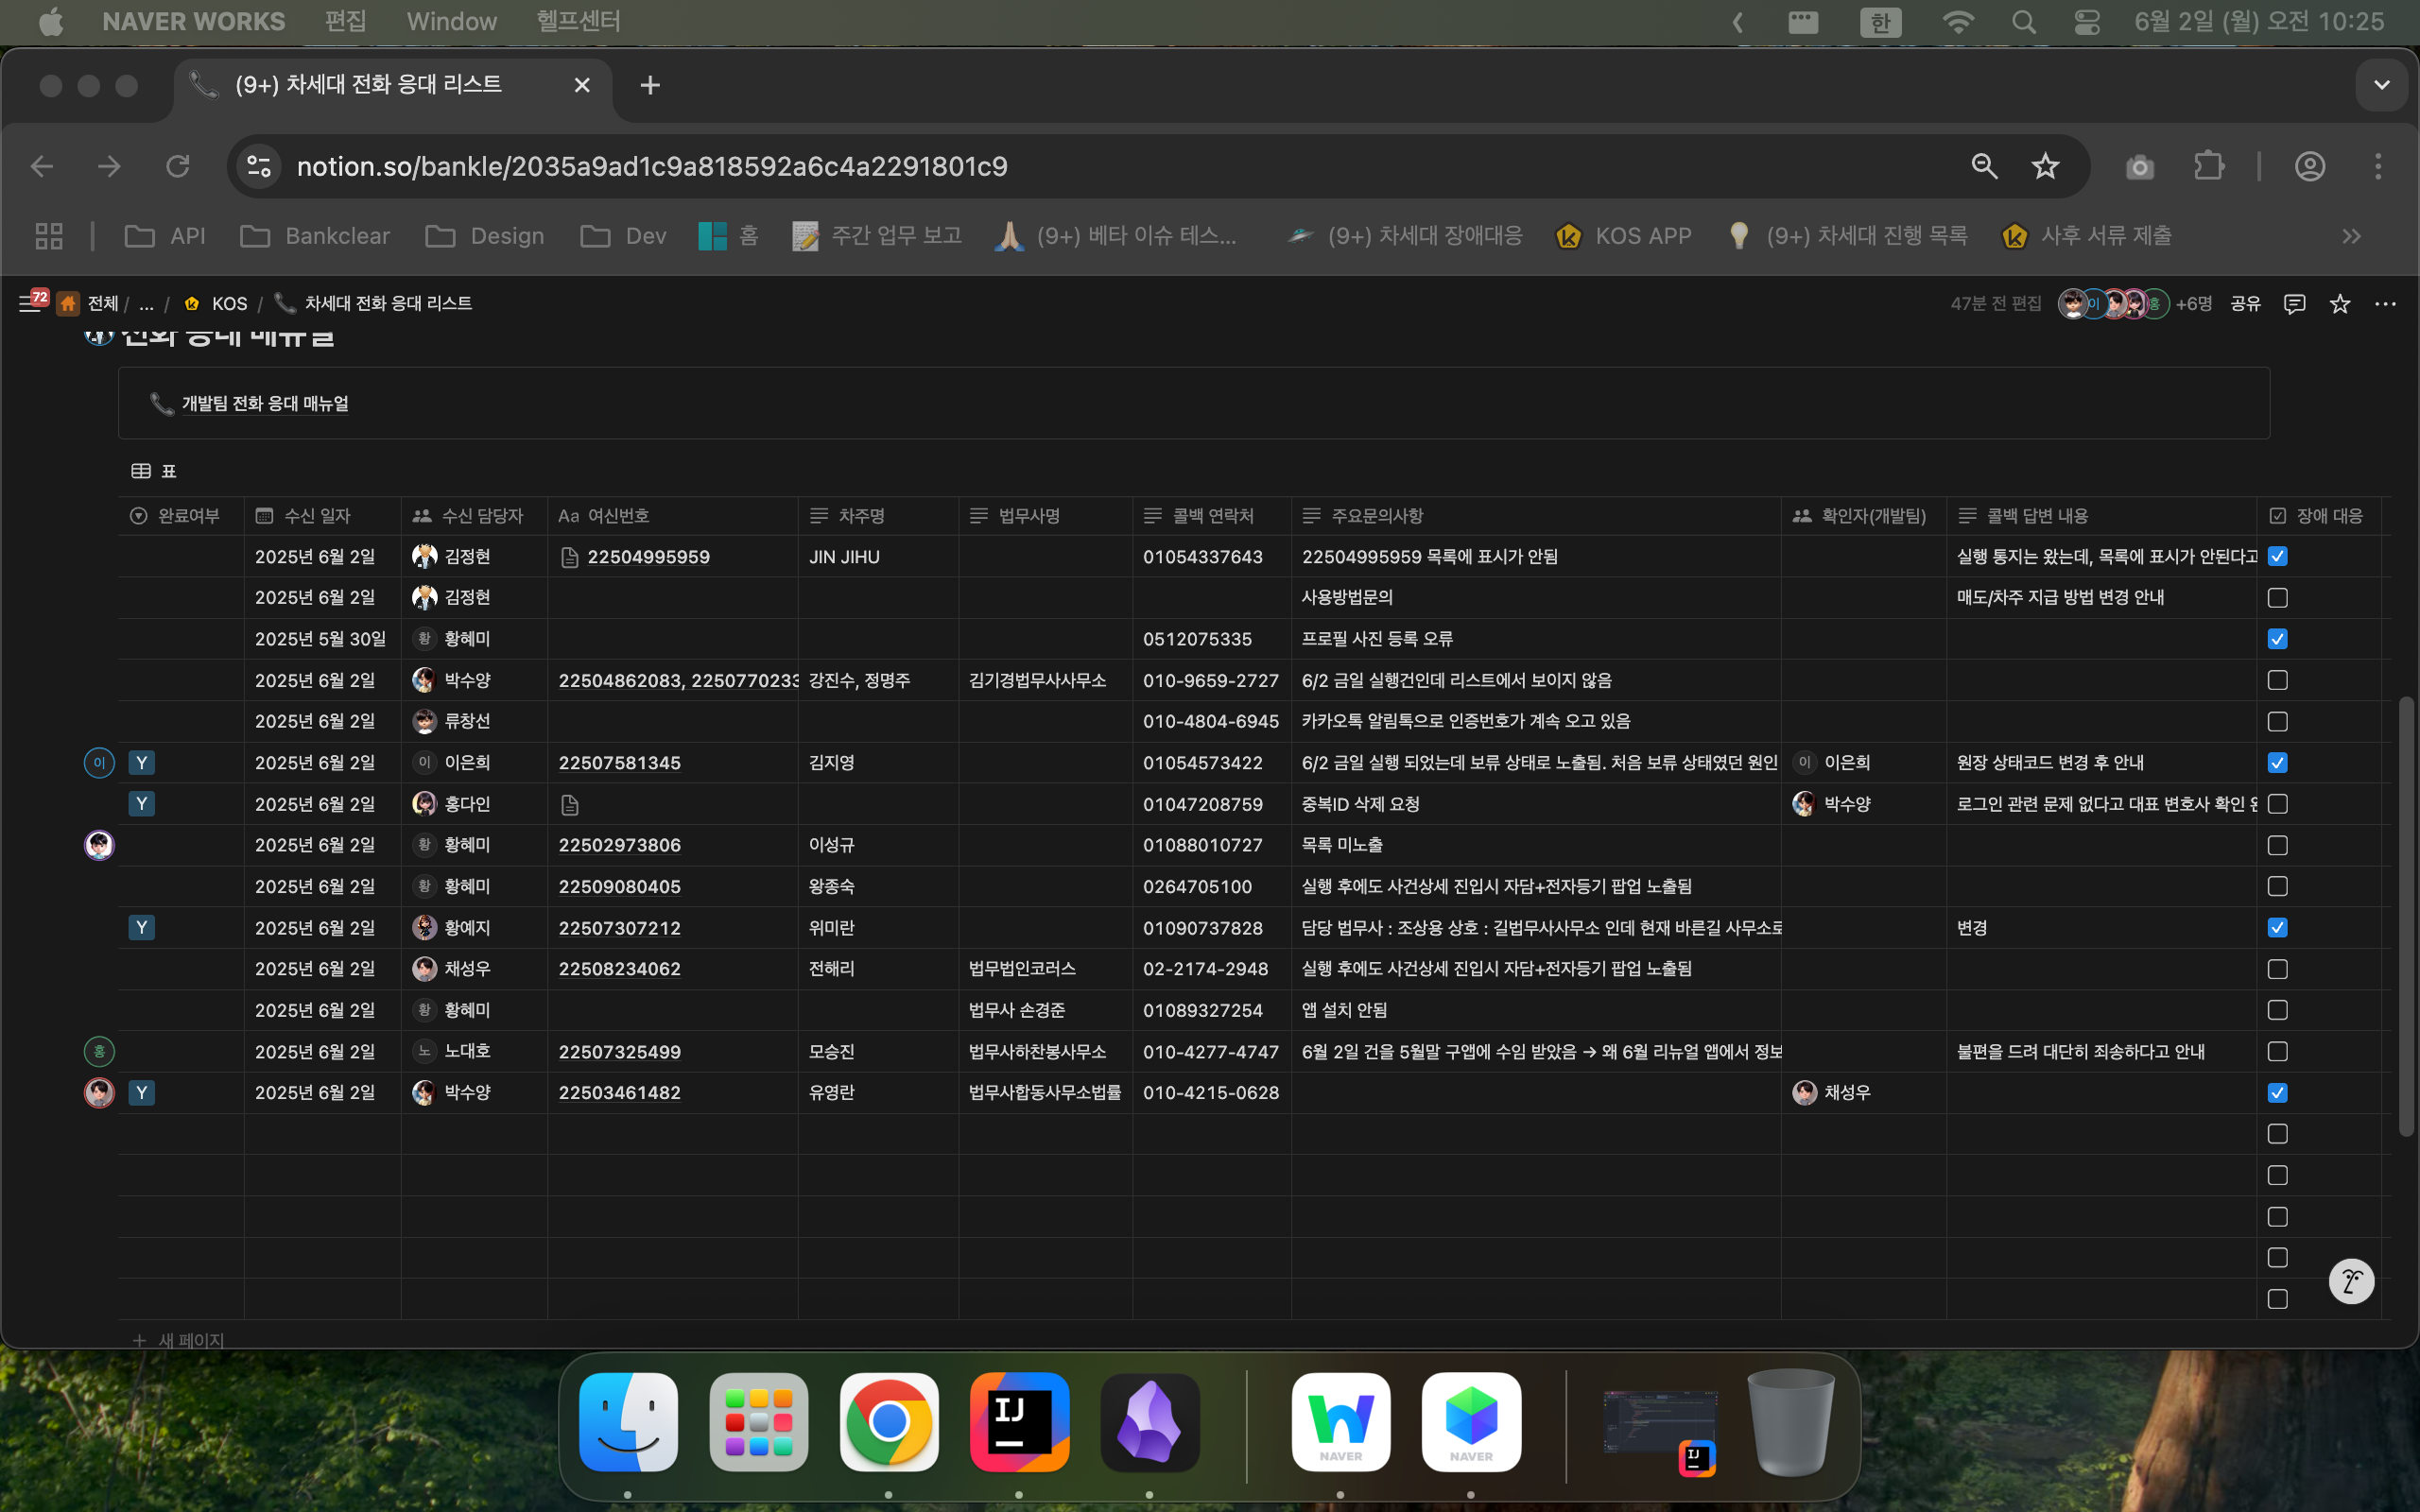 NAVER WORKS 편집 Window 헬프센터 한 6월 2일 (월) 오전 10:25
(9+) 차세대 전화 응대 리스트
notion.so/bankle/2035a9ad1c9a818592a6c4a2291801c9
API Bankclear Design Dev 홈 주간 업무 보고 (9+) 베타 이슈 테스... (9+) 차세대 장애대응 KOS APP (9+) 차세대 진행 목록 사후 서류 제출
72 전체 / ... / KOS / 차세대 전화 응대 리스트 47분 전 편집 이 홍 +6명 공유
전화 응대 매뉴얼
개발팀 전화 응대 매뉴얼
표
완료여부 수신 일자 수신 담당자 Aa 여신번호 차주명 법무사명 콜백 연락처 주요문의사항 확인자(개발팀) 콜백 답변 내용 장애 대응
2025년 6월 2일 김정현 22504995959 JIN JIHU 01054337643 22504995959 목록에 표시가 안됨 실행 통지는 왔는데, 목록에 표시가 안된다고
2025년 6월 2일 김정현 사용방법문의 매도/차주 지급 방법 변경 안내
2025년 5월 30일 황 황혜미 0512075335 프로필 사진 등록 오류
2025년 6월 2일 박수양 22504862083, 2250770233 강진수, 정명주 김기경법무사사무소 010-9659-2727 6/2 금일 실행건인데 리스트에서 보이지 않음
2025년 6월 2일 류창선 010-4804-6945 카카오톡 알림톡으로 인증번호가 계속 오고 있음
이 Y 2025년 6월 2일 이 이은희 22507581345 김지영 01054573422 6/2 금일 실행 되었는데 보류 상태로 노출됨. 처음 보류 상태였던 원인 이 이은희 원장 상태코드 변경 후 안내
Y 2025년 6월 2일 홍다인 01047208759 중복ID 삭제 요청 박수양 로그인 관련 문제 없다고 대표 변호사 확인
2025년 6월 2일 황 황혜미 22502973806 이성규 01088010727 목록 미노출
2025년 6월 2일 황 황혜미 22509080405 왕종숙 0264705100 실행 후에도 사건상세 진입시 자담+전자등기 팝업 노출됨
Y 2025년 6월 2일 황예지 22507307212 위미란 01090737828 담당 법무사 : 조상용 상호 : 길법무사사무소 인데 현재 바른길 사무소로 변경
2025년 6월 2일 채성우 22508234062 전해리 법무법인코러스 02-2174-2948 실행 후에도 사건상세 진입시 자담+전자등기 팝업 노출됨
2025년 6월 2일 황 황혜미 법무사 손경준 01089327254 앱 설치 안됨
홍 2025년 6월 2일 노 노대호 22507325499 모승진 법무사하찬봉사무소 010-4277-4747 6월 2일 건을 5월말 구앱에 수임 받았음 → 왜 6월 리뉴얼 앱에서 정보 불편을 드려 대단히 죄송하다고 안내
Y 2025년 6월 2일 박수양 22503461482 유영란 법무사합동사무소법률 010-4215-0628 채성우
+ 새 페이지
IJ NAVER NAVER IJ